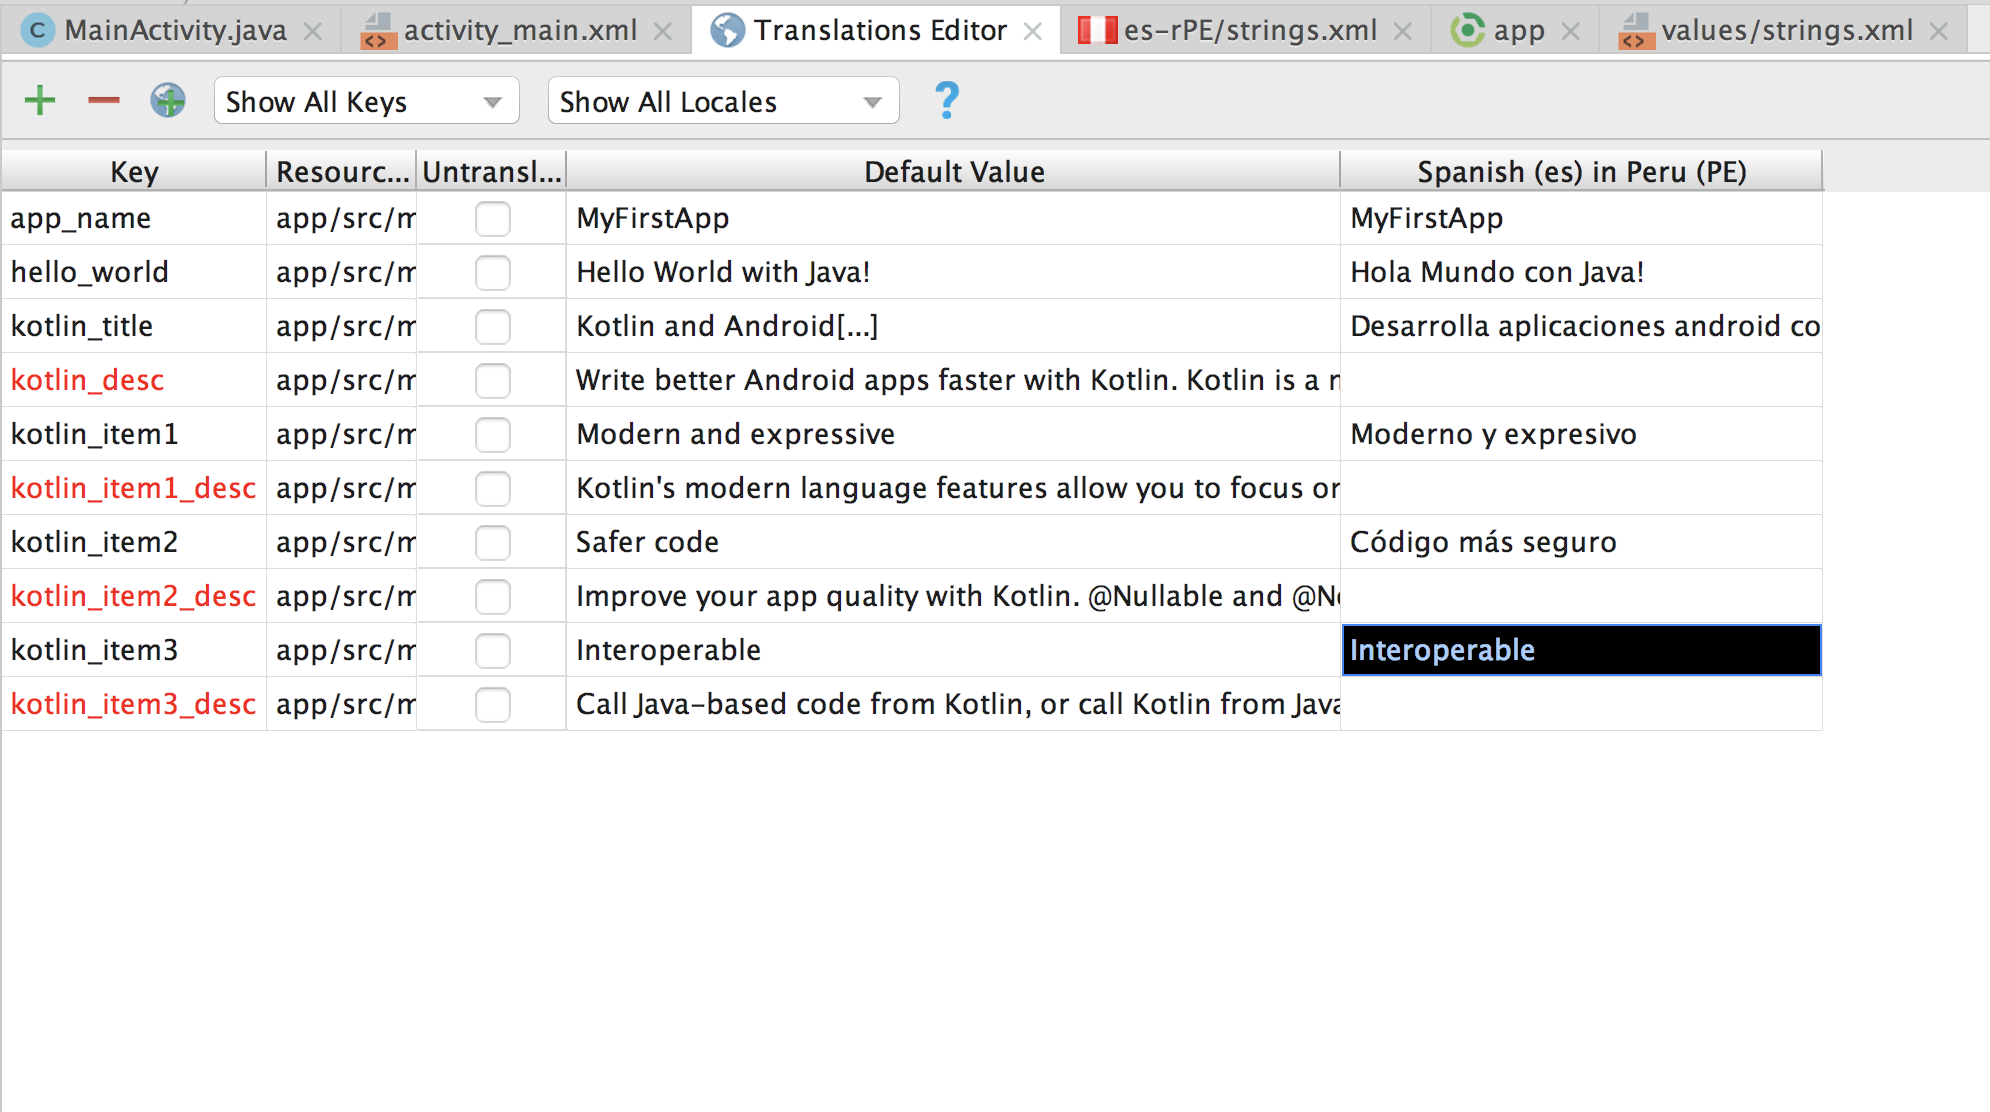 MainActivity.java activity_main.xml Translations Editor es-rPE/strings.xml app values/strings.xml
Show All Keys Show All Locales ?
Key Resourc... Untransl... Default Value Spanish (es) in Peru (PE)
app_name app/src/m MyFirstApp MyFirstApp
hello_world app/src/m Hello World with Java! Hola Mundo con Java!
kotlin_title app/src/m Kotlin and Android[...] Desarrolla aplicaciones android co
kotlin_desc app/src/m Write better Android apps faster with Kotlin. Kotlin is a
kotlin_item1 app/src/m Modern and expressive Moderno y expresivo
kotlin_item1_desc app/src/m Kotlin's modern language features allow you to focus
kotlin_item2 app/src/m Safer code Código más seguro
kotlin_item2_desc app/src/m Improve your app quality with Kotlin. @Nullable and
kotlin_item3 app/src/m Interoperable Interoperable
kotlin_item3_desc app/src/m Call Java-based code from Kotlin, or call Kotlin from Java